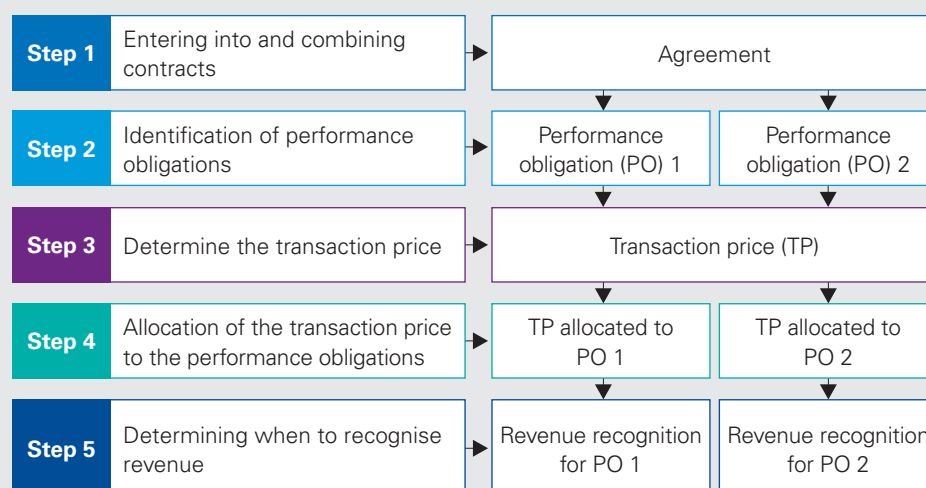 Step 1
Entering into and combining
contracts
Agreement
Step 2
Identification of performance
obligations
Performance
obligation (PO) 1
Performance
obligation (PO) 2
Step 3
Determine the transaction price
Transaction price (TP)
Step 4
Allocation of the transaction price
to the performance obligations
TP allocated to
PO 1
TP allocated to
PO 2
Step 5
Determining when to recognise
revenue
Revenue recognition
for PO 1
Revenue recognition
for PO 2